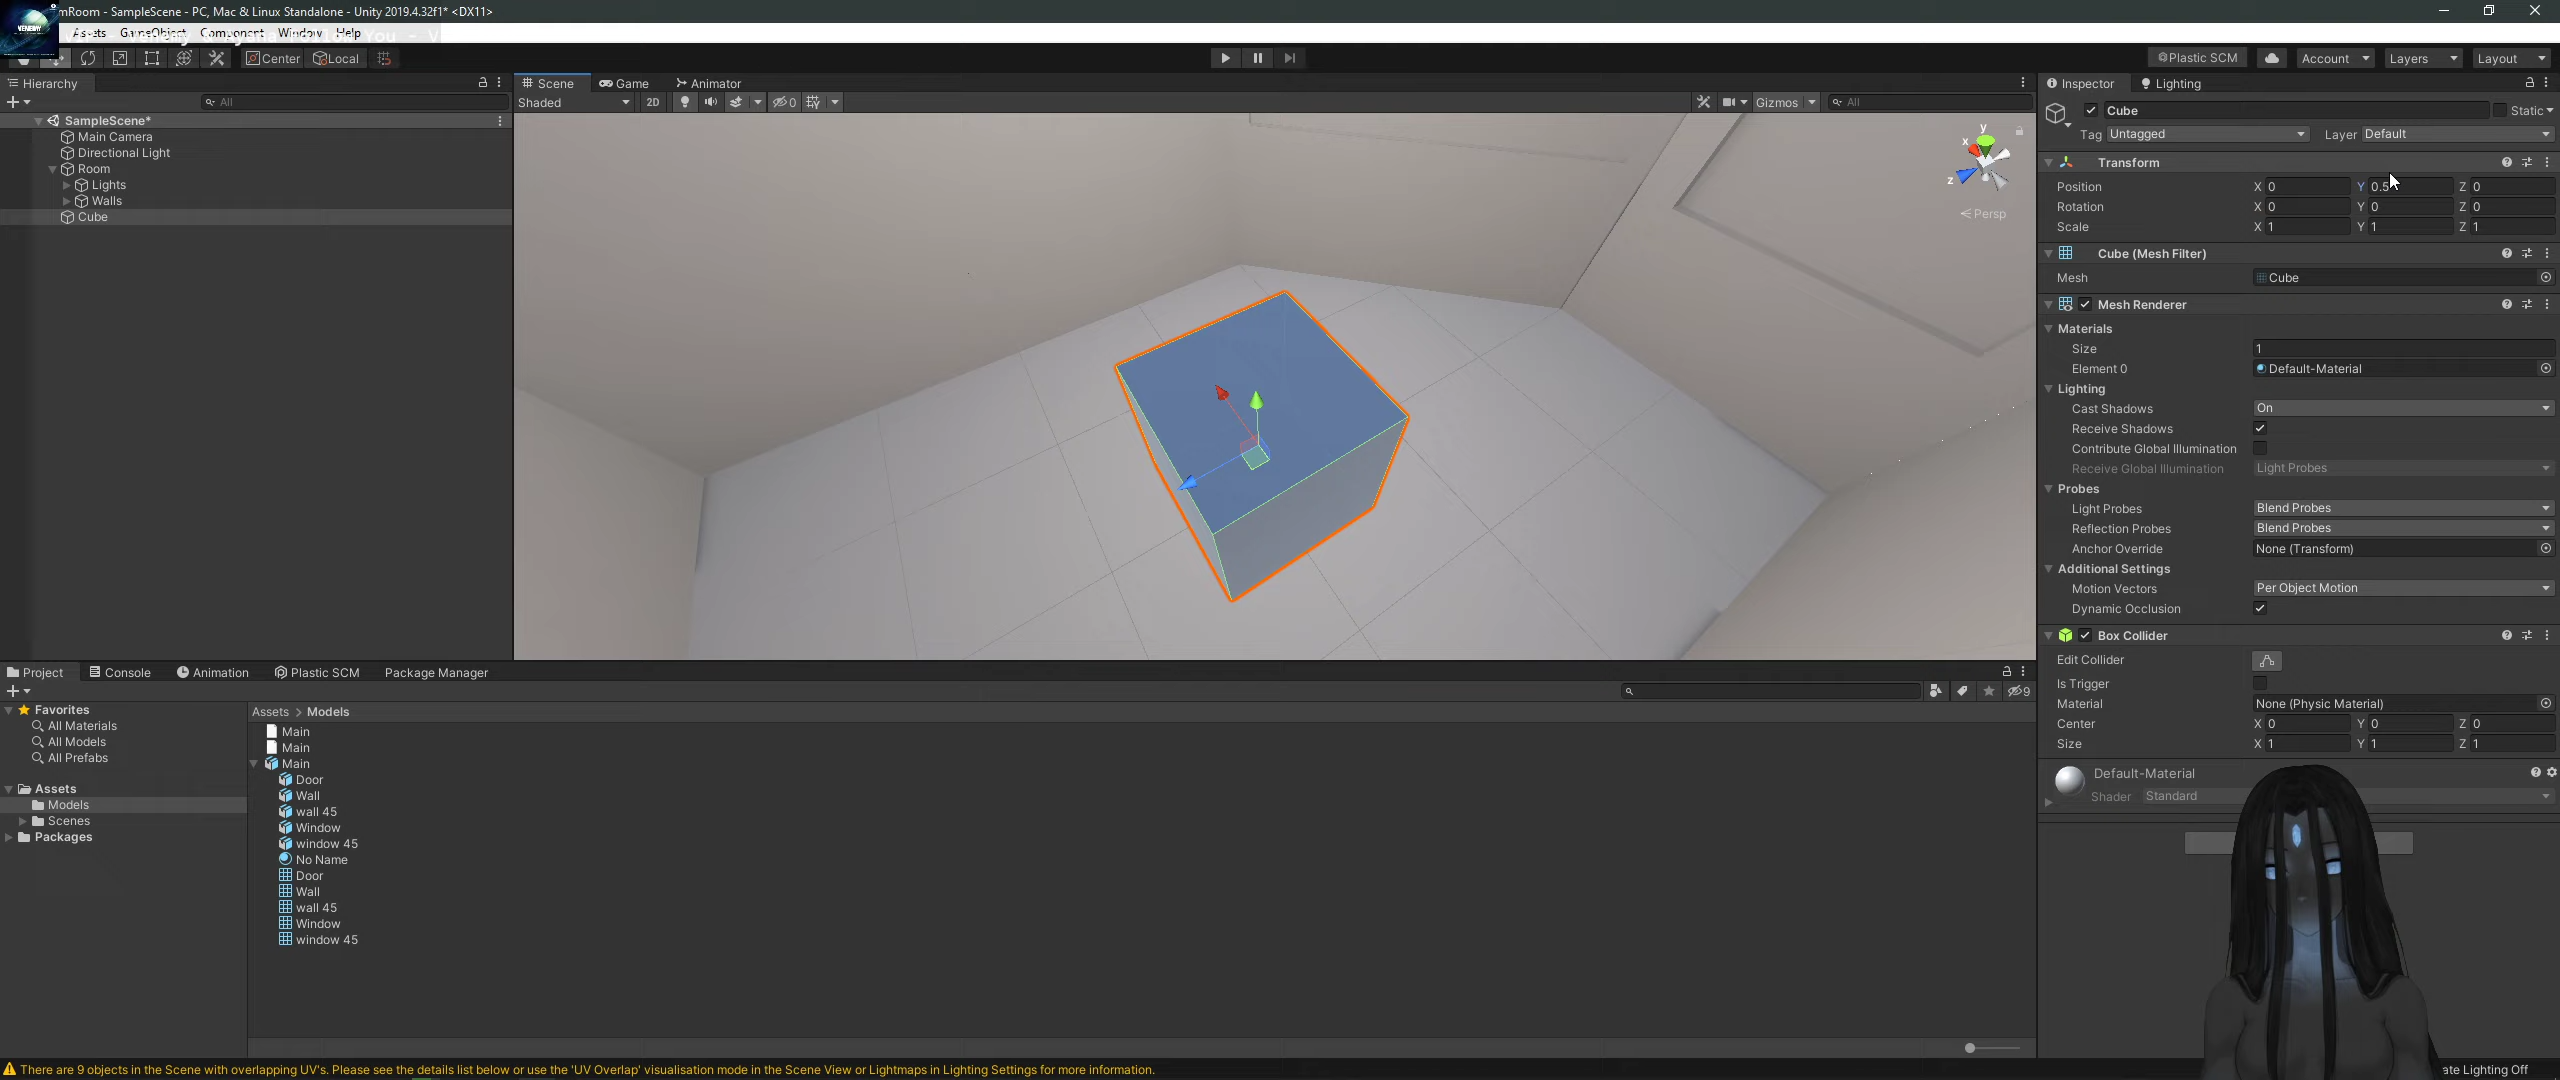 mRoom - SampleScene - PC, Mac & Linux Standalone - Unity 2019.4.32f1* <DX11>
Assets GameObject Component Window Help
Center Local
Plastic SCM Account Layers Layout
Hierarchy
All
SampleScene*
Main Camera
Directional Light
Room
Lights
Walls
Cube
Scene Game Animator
Shaded 2D 0 Gizmos All
y
x
z
Persp
Inspector Lighting
Cube Static
Tag Untagged Layer Default
Transform
Position X 0 Y 0.5 Z 0
Rotation X 0 Y 0 Z 0
Scale X 1 Y 1 Z 1
Cube (Mesh Filter)
Mesh Cube
Mesh Renderer
Materials
Size 1
Element 0 Default-Material
Lighting
Cast Shadows On
Receive Shadows
Contribute Global Illumination
Receive Global Illumination Light Probes
Probes
Light Probes Blend Probes
Reflection Probes Blend Probes
Anchor Override None (Transform)
Additional Settings
Motion Vectors Per Object Motion
Dynamic Occlusion
Box Collider
Edit Collider
Is Trigger
Material None (Physic Material)
Center X 0 Y 0 Z 0
Size X 1 Y 1 Z 1
Default-Material
Shader Standard
Project Console Animation Plastic SCM Package Manager
9
Favorites
All Materials
All Models
All Prefabs
Assets
Models
Scenes
Packages
Assets > Models
Main
Main
Main
Door
Wall
wall 45
Window
window 45
No Name
Door
Wall
wall 45
Window
window 45
There are 9 objects in the Scene with overlapping UV's. Please see the details list below or use the 'UV Overlap' visualisation mode in the Scene View or Lightmaps in Lighting Settings for more information.
ate Lighting Off